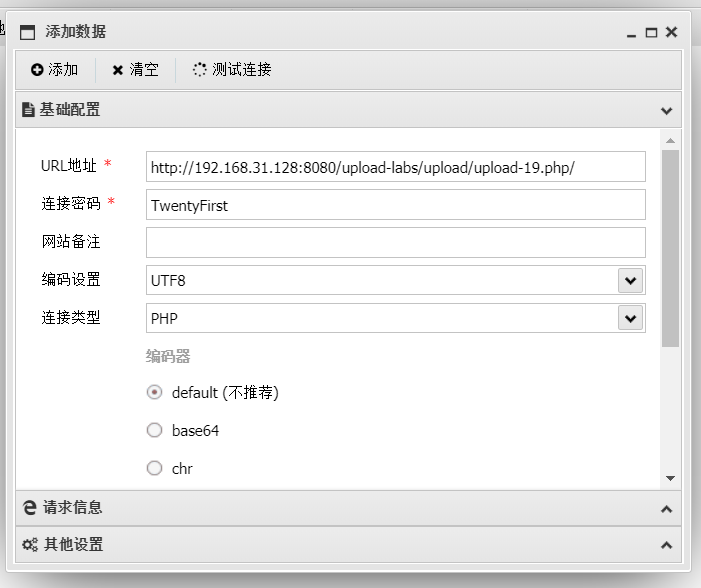 添加数据
添加 清空 测试连接
基础配置
URL地址 * http://192.168.31.128:8080/upload-labs/upload/upload-19.php/
连接密码 * TwentyFirst
网站备注
编码设置 UTF8
连接类型 PHP
编码器
default (不推荐)
base64
chr
请求信息
其他设置